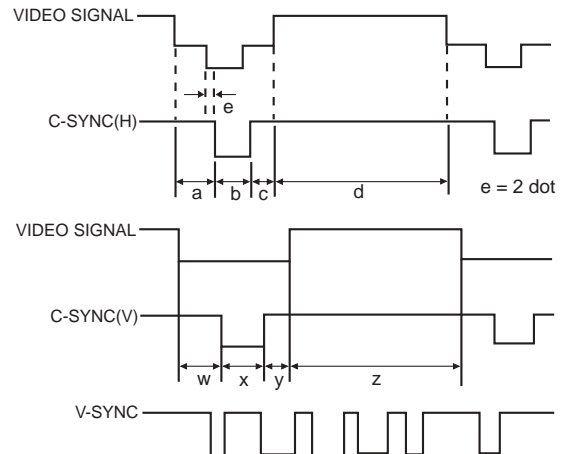 VIDEO SIGNAL
e
C-SYNC(H)
a b c d e = 2 dot
VIDEO SIGNAL
C-SYNC(V)
w x y z
V-SYNC